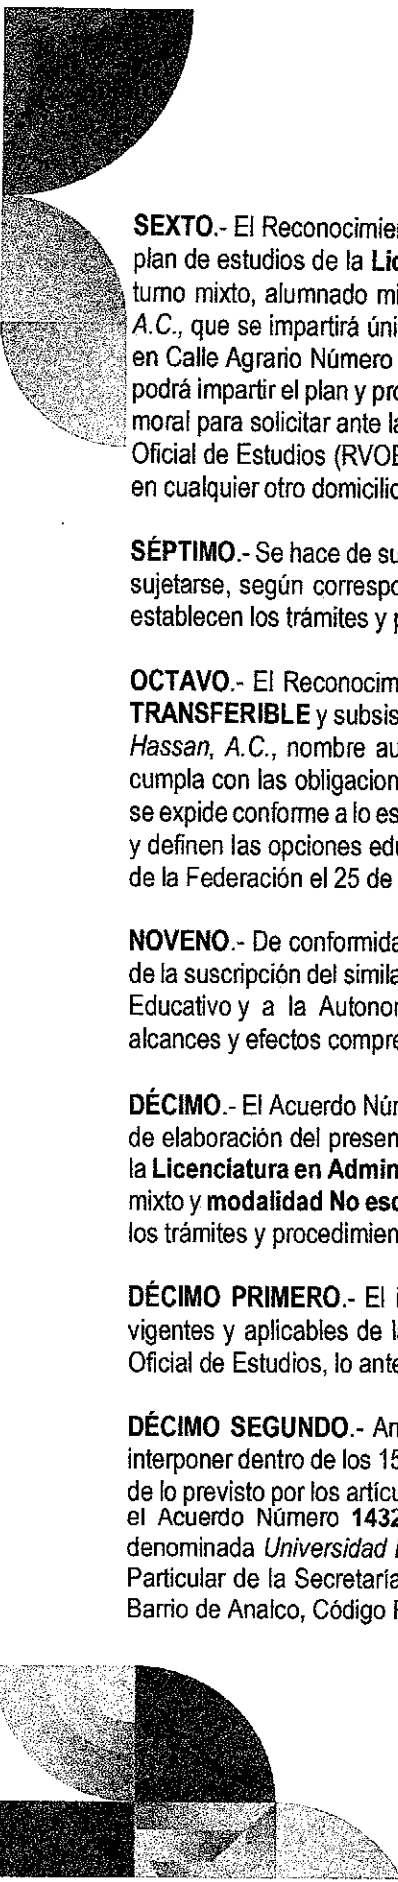 SEXTO.- El Reconocimie
plan de estudios de la Lic
turno mixto, alumnado mi
A.C., que se impartirá úni
en Calle Agrario Número
podrá impartir el plan y pro
moral para solicitar ante la
Oficial de Estudios (RVOE
en cualquier otro domicilio
SÉPTIMO.- Se hace de su
sujetarse, según correspo
establecen los trámites y p
OCTAVO.- El Reconocim
TRANSFERIBLE y subsis
Hassan, A.C., nombre au
cumpla con las obligacion
se expide conforme a lo es
y definen las opciones edu
de la Federación el 25 de
NOVENO.- De conformida
de la suscripción del simila
Educativo y a la Autonor
alcances y efectos compre
DÉCIMO.- El Acuerdo Núr
de elaboración del presen
la Licenciatura en Admin
mixto y modalidad No esc
los trámites y procedimien
DÉCIMO PRIMERO.- El i
vigentes y aplicables de l
Oficial de Estudios, lo ante
DÉCIMO SEGUNDO.- An
interponer dentro de los 15
de lo previsto por los artícu
el Acuerdo Número 1432
denominada Universidad
Particular de la Secretaría
Barrio de Analco, Código P